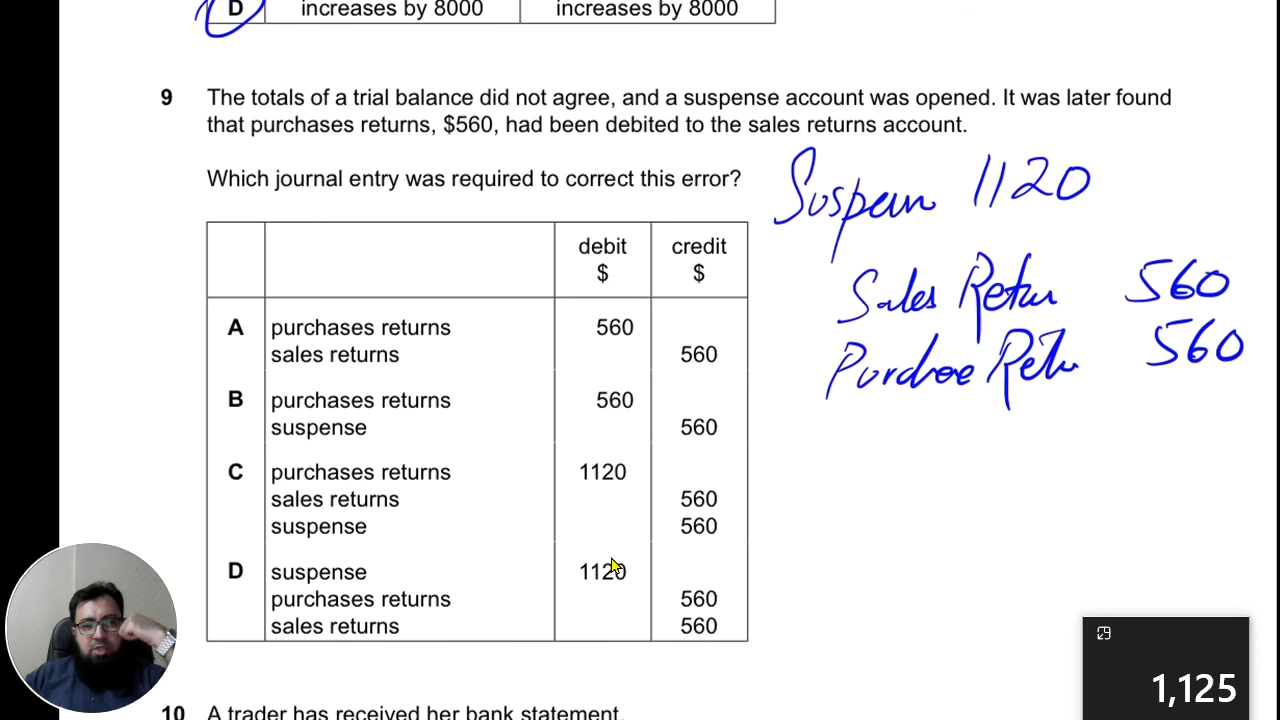 D increases by 8000 increases by 8000
9 The totals of a trial balance did not agree, and a suspense account was opened. It was later found
that purchases returns, $560, had been debited to the sales returns account.
Which journal entry was required to correct this error?
debit credit
$ $
A purchases returns 560
sales returns 560
B purchases returns 560
suspense 560
C purchases returns 1120
sales returns 560
suspense 560
D suspense 1120
purchases returns 560
sales returns 560
Suspen 1120
Sales Retur 560
Purchae Retu 560
10 A trader has received her bank statement.
1,125